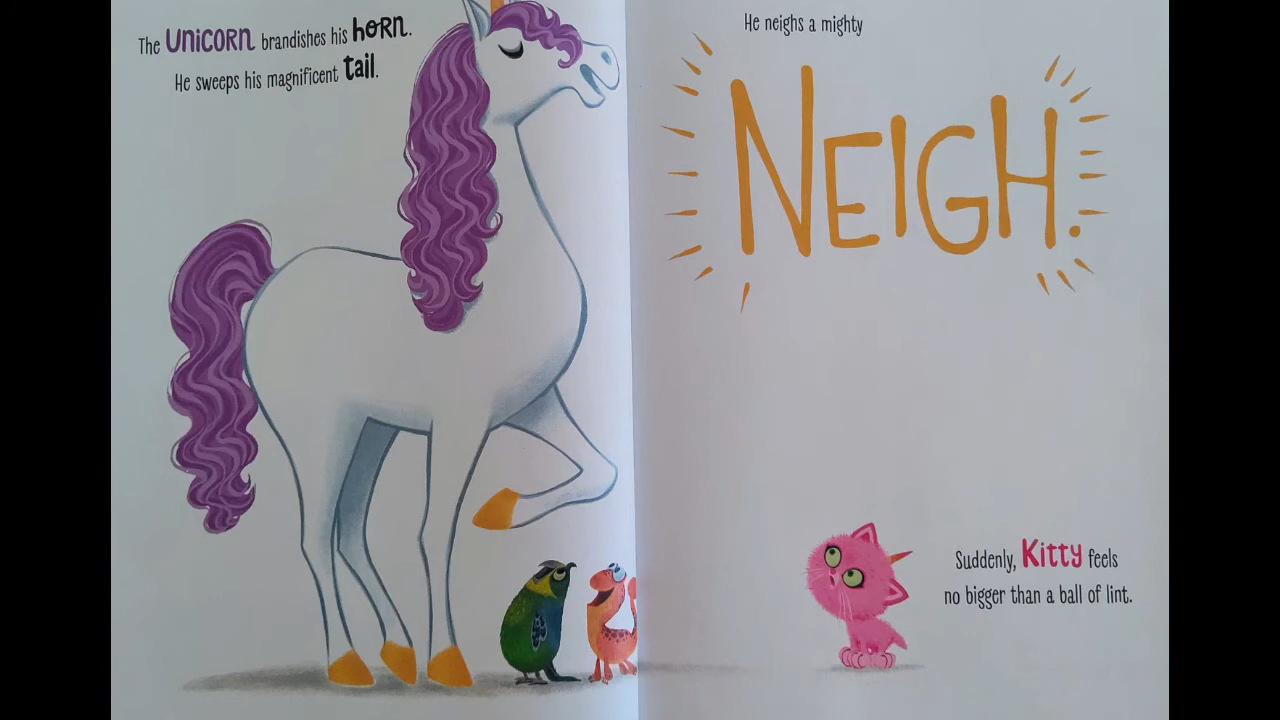 The UNICORN brandishes his horn.
He sweeps his magnificent tail.
He neighs a mighty
NEIGH.
Suddenly, Kitty feels
no bigger than a ball of lint.